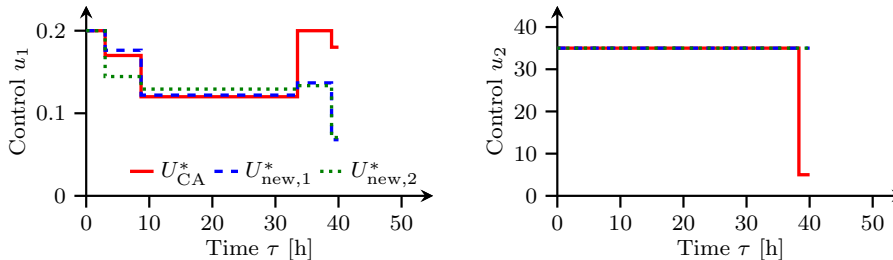 Control u₁
0.2
0.1
0
U*CA U*new,1 U*new,2
0 10 20 30 40 50
Time τ [h]
Control u₂
40
30
20
10
0
0 10 20 30 40 50
Time τ [h]